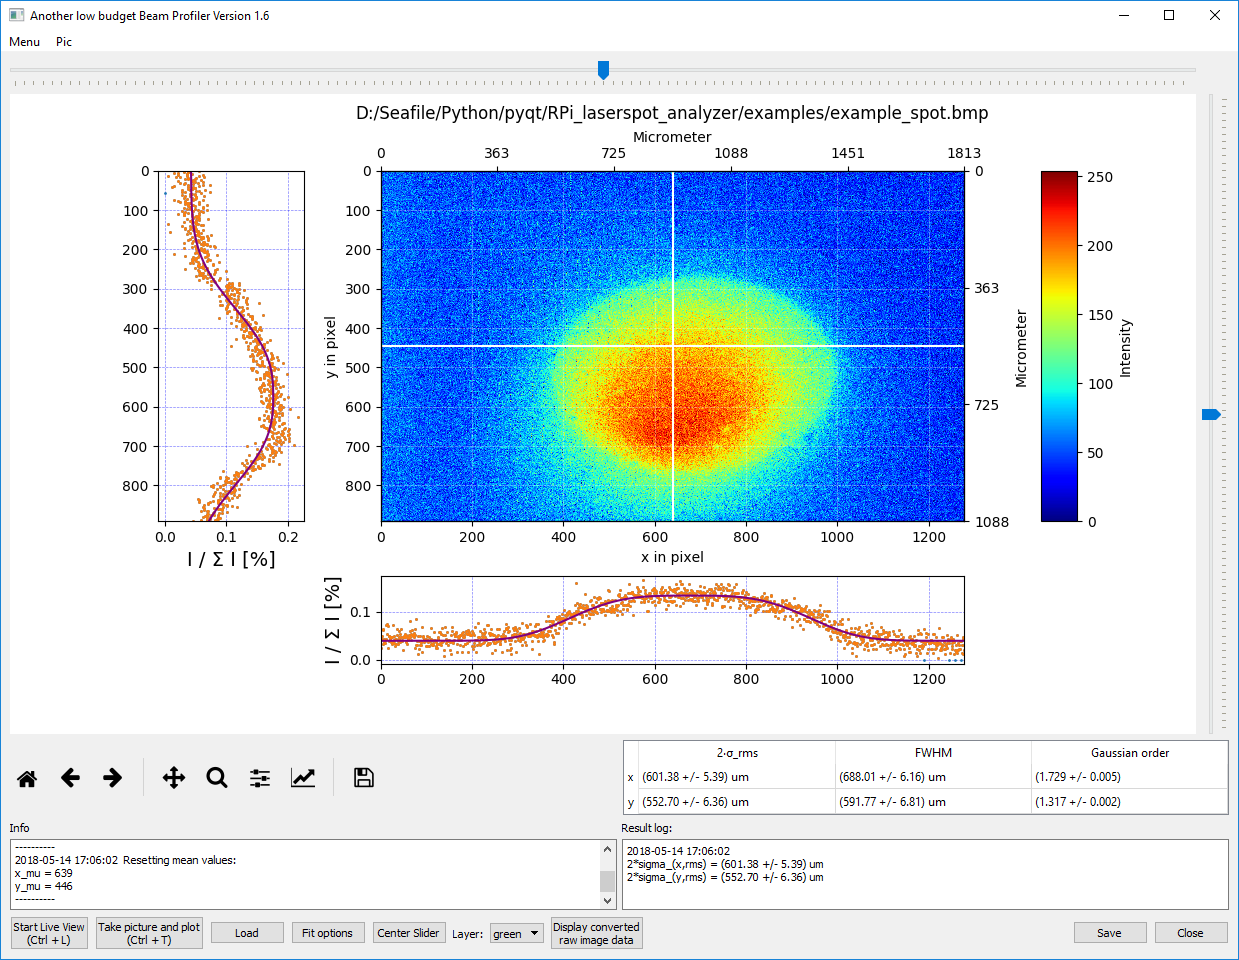 Another low budget Beam Profiler Version 1.6
Menu Pic
D:/Seafile/Python/pyqt/RPi_laserspot_analyzer/examples/example_spot.bmp
Micrometer
0 363 725 1088 1451 1813
0
100
200
300
400
500
600
700
800
0.0 0.1 0.2
I / Σ I [%]
y in pixel
0
100
200
300
400
500
600
700
800
0 200 400 600 800 1000 1200
x in pixel
0
363
725
1088
Micrometer
250
200
150
100
50
0
Intensity
I / Σ I [%]
0.1
0.0
0 200 400 600 800 1000 1200
2·σ_rms FWHM Gaussian order
x (601.38 +/- 5.39) um (688.01 +/- 6.16) um (1.729 +/- 0.005)
y (552.70 +/- 6.36) um (591.77 +/- 6.81) um (1.317 +/- 0.002)
Info
----------
2018-05-14 17:06:02 Resetting mean values:
x_mu = 639
y_mu = 446
----------
Result log:
2018-05-14 17:06:02
2*sigma_(x,rms) = (601.38 +/- 5.39) um
2*sigma_(y,rms) = (552.70 +/- 6.36) um
Start Live View
(Ctrl + L)
Take picture and plot
(Ctrl + T)
Load
Fit options
Center Slider
Layer: green
Display converted
raw image data
Save
Close